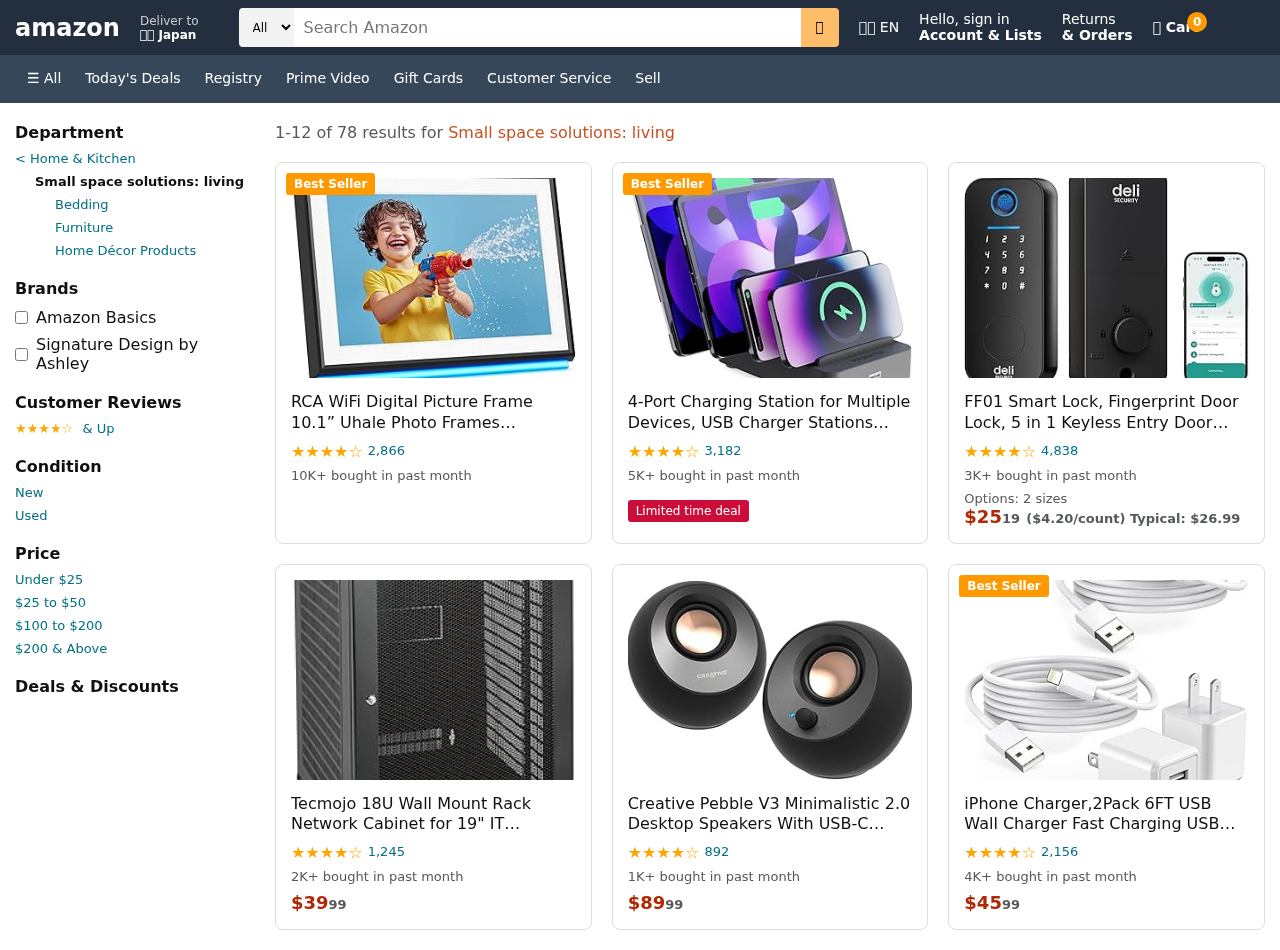 amazon
Deliver to
Japan
All
Search Amazon
EN
Hello, sign in
Account & Lists
Returns
& Orders
0
☰ All
Today's Deals
Registry
Prime Video
Gift Cards
Customer Service
Sell
Department
< Home & Kitchen
Small space solutions: living
Bedding
Furniture
Home Décor Products
Brands
Amazon Basics
Signature Design by
Ashley
Customer Reviews
★★★★☆ & Up
Condition
New
Used
Price
Under $25
$25 to $50
$100 to $200
$200 & Above
Deals & Discounts
1-12 of 78 results for Small space solutions: living
Best Seller
RCA WiFi Digital Picture Frame
10.1” Uhale Photo Frames…
★★★★☆ 2,866
10K+ bought in past month
Best Seller
4-Port Charging Station for Multiple
Devices, USB Charger Stations…
★★★★☆ 3,182
5K+ bought in past month
Limited time deal
1 2 3
4 5 6
7 8 9
* 0 #
deli
deli
SECURITY
FF01 Smart Lock, Fingerprint Door
Lock, 5 in 1 Keyless Entry Door…
★★★★☆ 4,838
3K+ bought in past month
Options: 2 sizes
$25 19 ($4.20/count) Typical: $26.99
Tecmojo 18U Wall Mount Rack
Network Cabinet for 19" IT…
★★★★☆ 1,245
2K+ bought in past month
$39 99
CREATIVE
Creative Pebble V3 Minimalistic 2.0
Desktop Speakers With USB-C…
★★★★☆ 892
1K+ bought in past month
$89 99
Best Seller
iPhone Charger,2Pack 6FT USB
Wall Charger Fast Charging USB…
★★★★☆ 2,156
4K+ bought in past month
$45 99